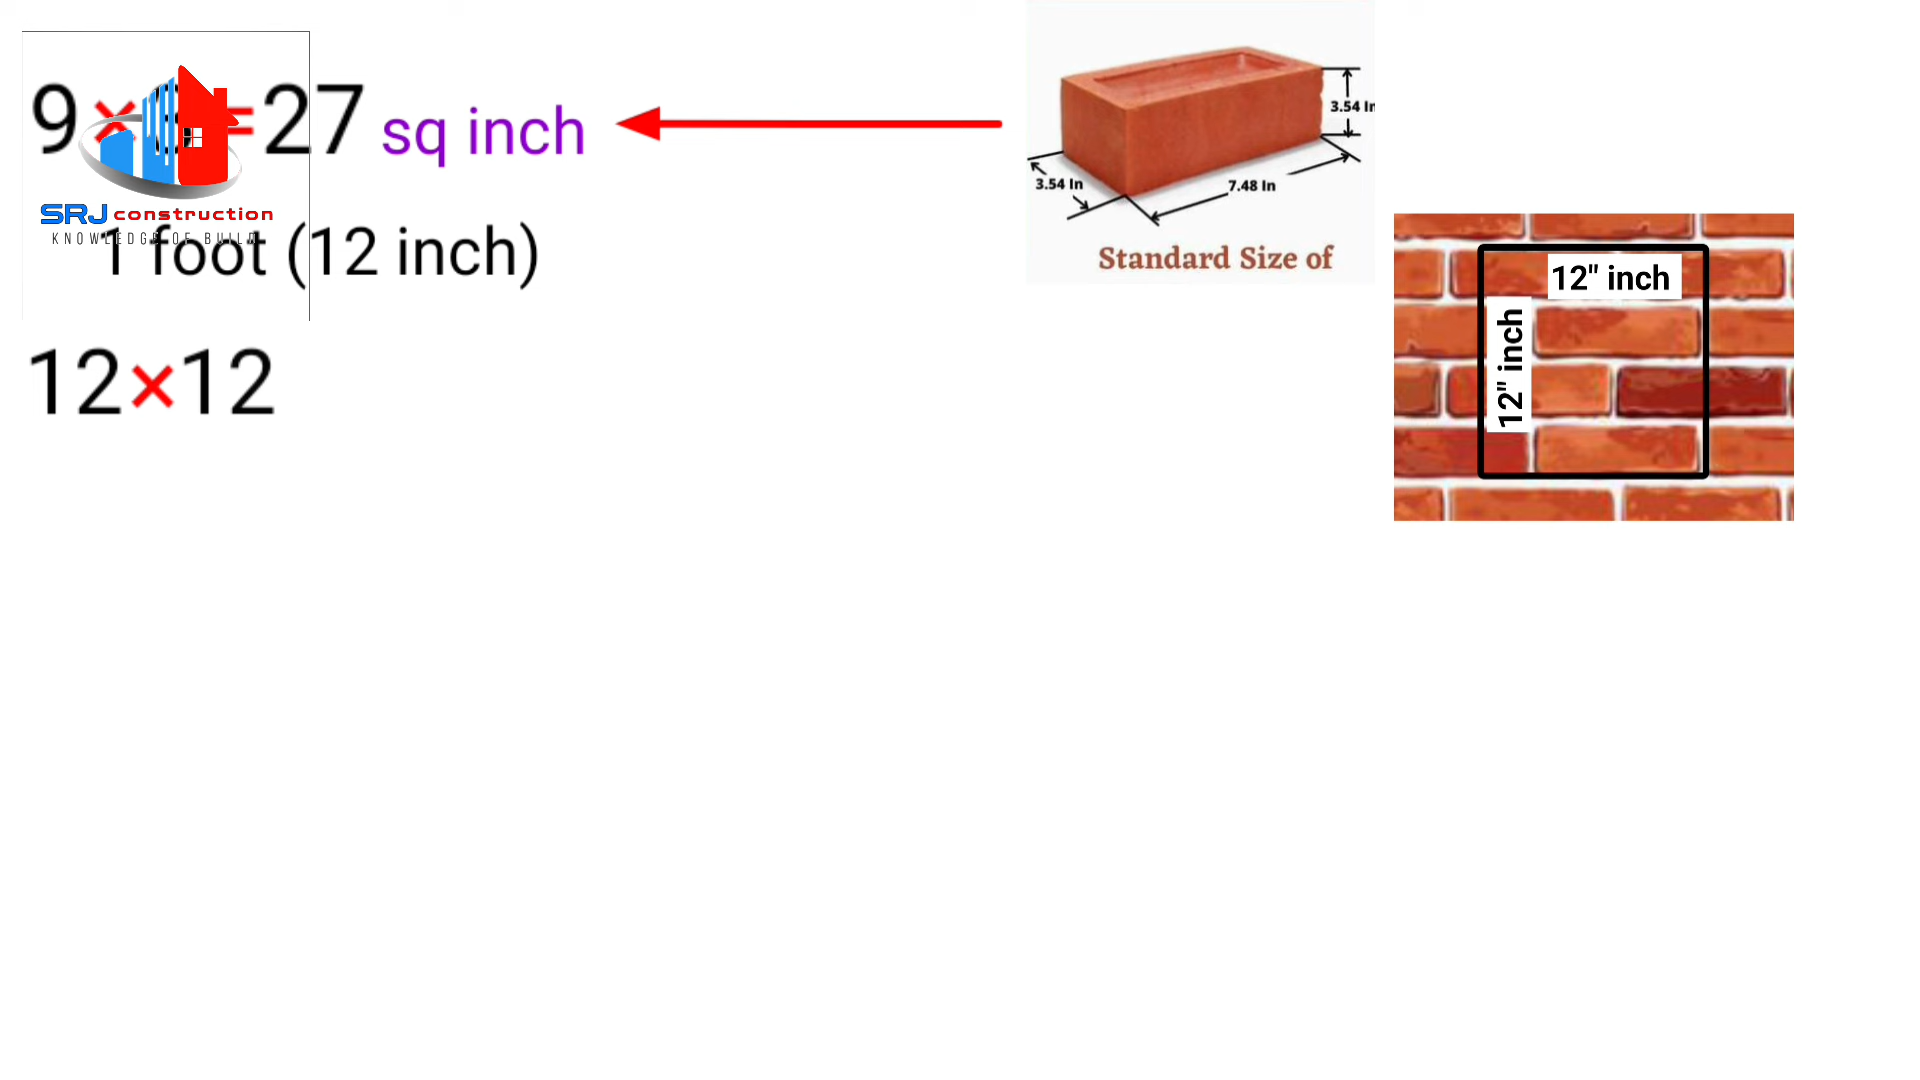 9×3=27 sq inch
SRJ construction
KNOWLEDGE OF BUILD
1 foot (12 inch)
12×12
3.54 In
3.54 In
7.48 In
Standard Size of
12" inch
12" inch